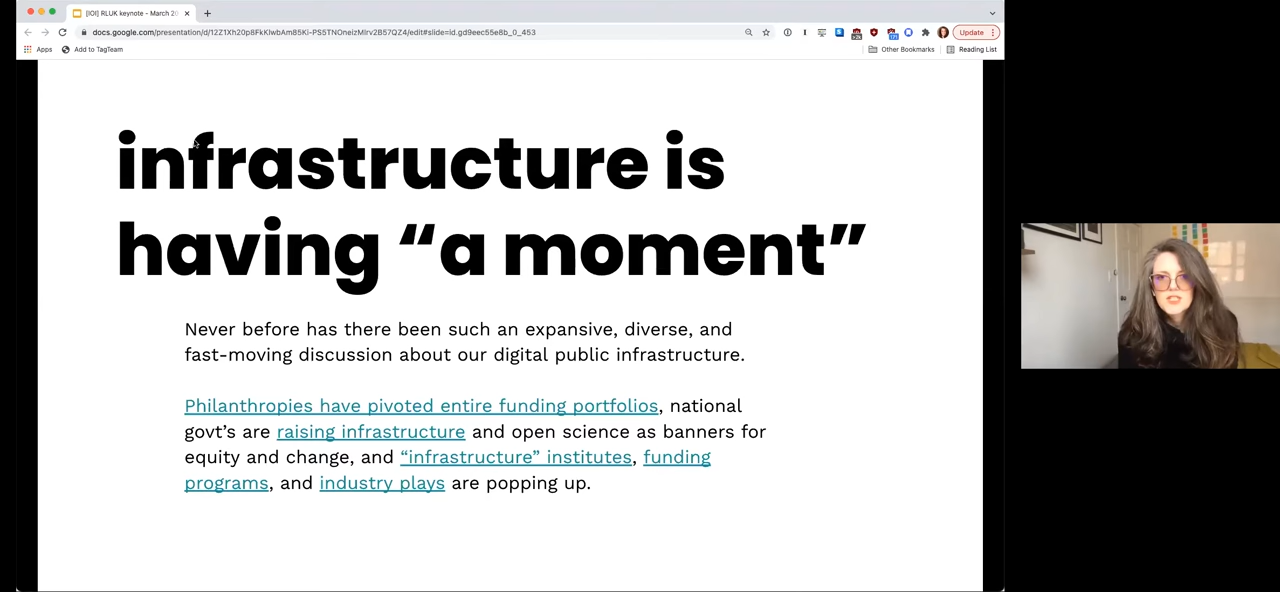 [IOI] RLUK keynote - March 20
docs.google.com/presentation/d/12Z1Xh20p8FkKlwbAm85Ki-PS5TNOneizMlrv2B57QZ4/edit#slide=id.gd9eec55e8b_0_453
Update
Apps
Add to TagTeam
Other Bookmarks
Reading List
infrastructure is
having “a moment”
Never before has there been such an expansive, diverse, and
fast-moving discussion about our digital public infrastructure.
Philanthropies have pivoted entire funding portfolios, national
govt’s are raising infrastructure and open science as banners for
equity and change, and “infrastructure” institutes, funding
programs, and industry plays are popping up.